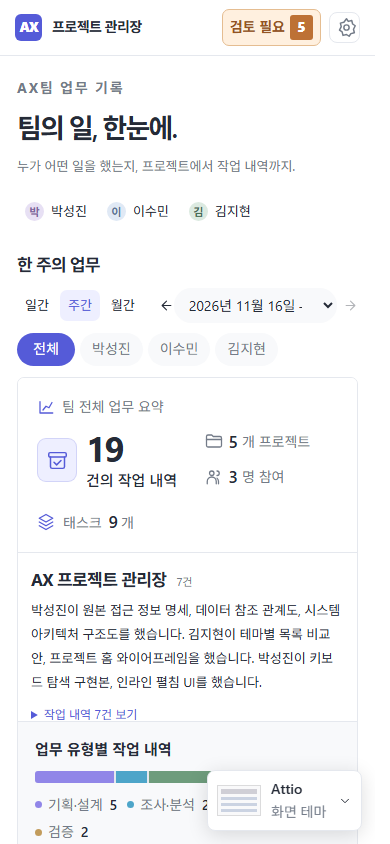 AX 프로젝트 관리장 검토 필요 5
AX팀 업무 기록
팀의 일, 한눈에.
누가 어떤 일을 했는지, 프로젝트에서 작업 내역까지.
박 박성진 이 이수민 김 김지현
한 주의 업무
일간 주간 월간 ← 2026년 11월 16일 - →
전체 박성진 이수민 김지현
팀 전체 업무 요약
19
건의 작업 내역
5 개 프로젝트
3 명 참여
태스크 9 개
AX 프로젝트 관리장 7건
박성진이 원본 접근 정보 명세, 데이터 참조 관계도, 시스템
아키텍처 구조도를 했습니다. 김지현이 테마별 목록 비교
안, 프로젝트 홈 와이어프레임을 했습니다. 박성진이 키보
드 탐색 구현본, 인라인 펼침 UI를 했습니다.
▶ 작업 내역 7건 보기
업무 유형별 작업 내역
기획·설계 5 조사·분석 2
검증 2
Attio
화면 테마